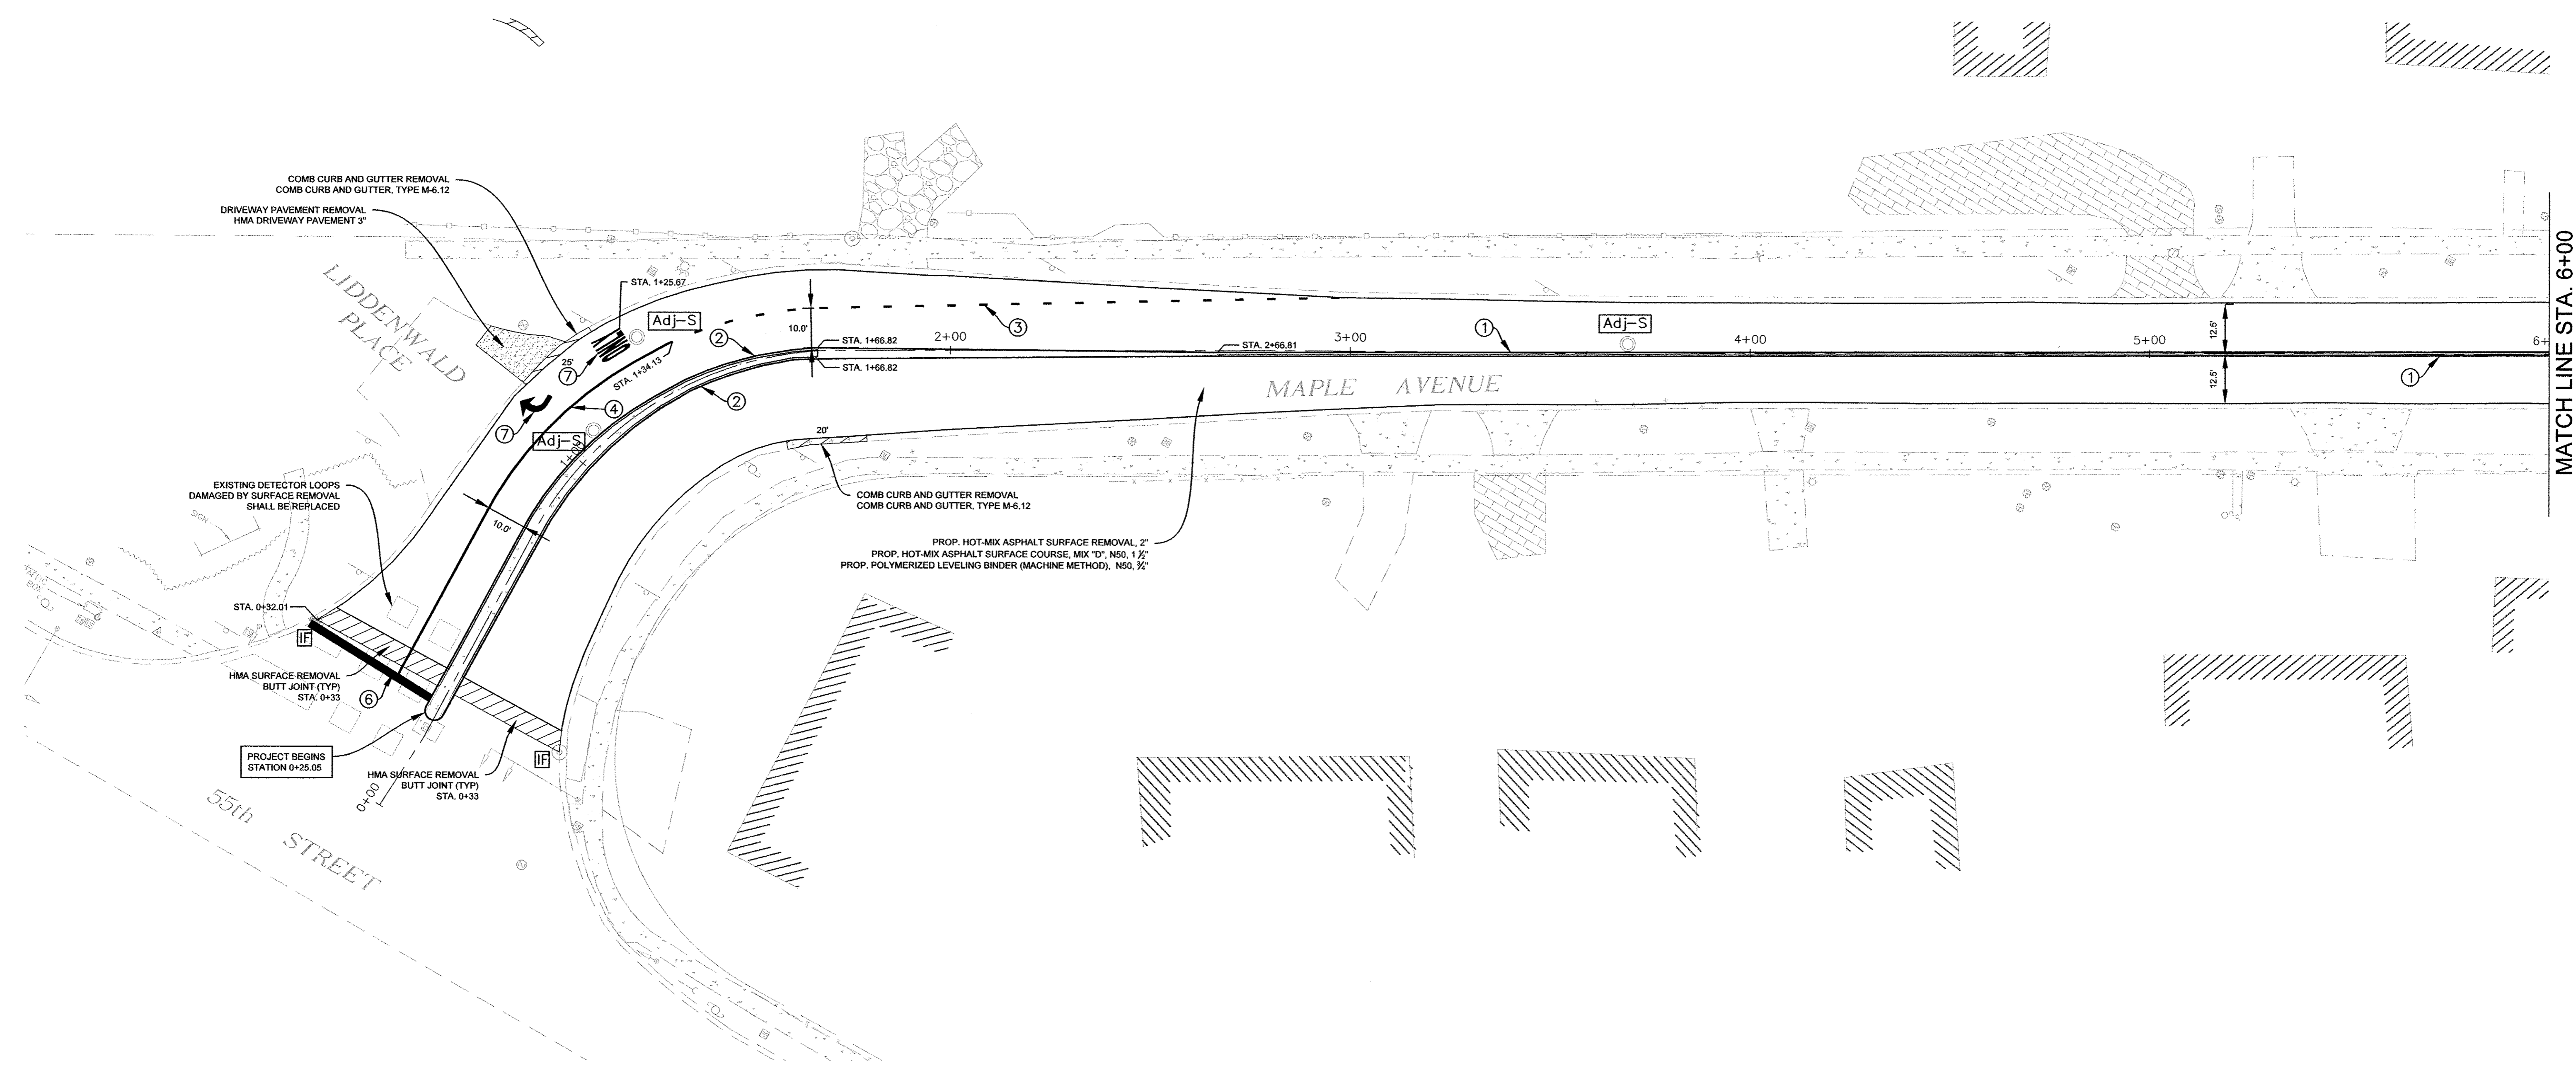 COMB CURB AND GUTTER REMOVAL
COMB CURB AND GUTTER, TYPE M-6.12
DRIVEWAY PAVEMENT REMOVAL
HMA DRIVEWAY PAVEMENT 3"
LIDDENWALD
PLACE
STA. 1+25.67
Adj-S
25'
7
STA. 1+34.13
4
7
Adj-S
1+00
2
2
10.0'
STA. 1+66.82
STA. 1+66.82
3
2+00
STA. 2+66.81
3+00
1
Adj-S
4+00
5+00
6+
12.5'
12.5'
1
MATCH LINE STA. 6+00
MAPLE AVENUE
20'
COMB CURB AND GUTTER REMOVAL
COMB CURB AND GUTTER, TYPE M-6.12
PROP. HOT-MIX ASPHALT SURFACE REMOVAL, 2"
PROP. HOT-MIX ASPHALT SURFACE COURSE, MIX "D", N50, 1 ½"
PROP. POLYMERIZED LEVELING BINDER (MACHINE METHOD), N50, ¾"
EXISTING DETECTOR LOOPS
DAMAGED BY SURFACE REMOVAL
SHALL BE REPLACED
10.0'
SIGN
BOX
STA. 0+32.01
IF
HMA SURFACE REMOVAL
BUTT JOINT (TYP)
STA. 0+33
6
PROJECT BEGINS
STATION 0+25.05
0+00
HMA SURFACE REMOVAL
BUTT JOINT (TYP)
STA. 0+33
IF
55th
STREET